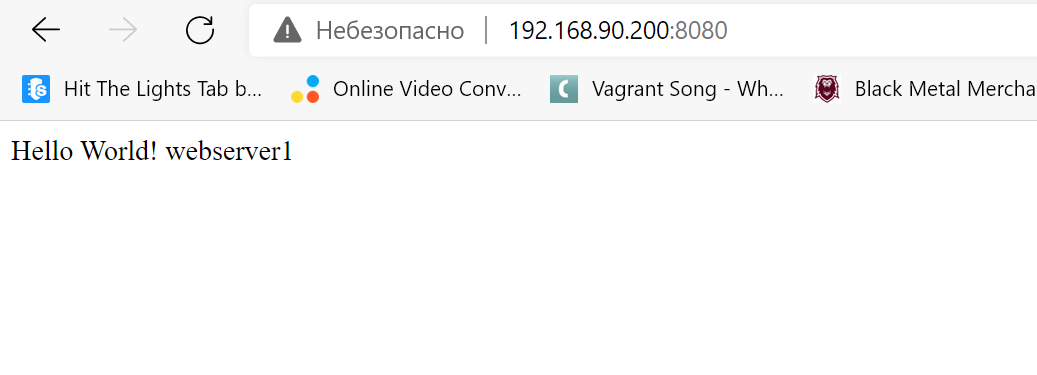 Небезопасно | 192.168.90.200:8080
Hit The Lights Tab b... Online Video Conv... Vagrant Song - Wh... Black Metal Mercha
Hello World! webserver1